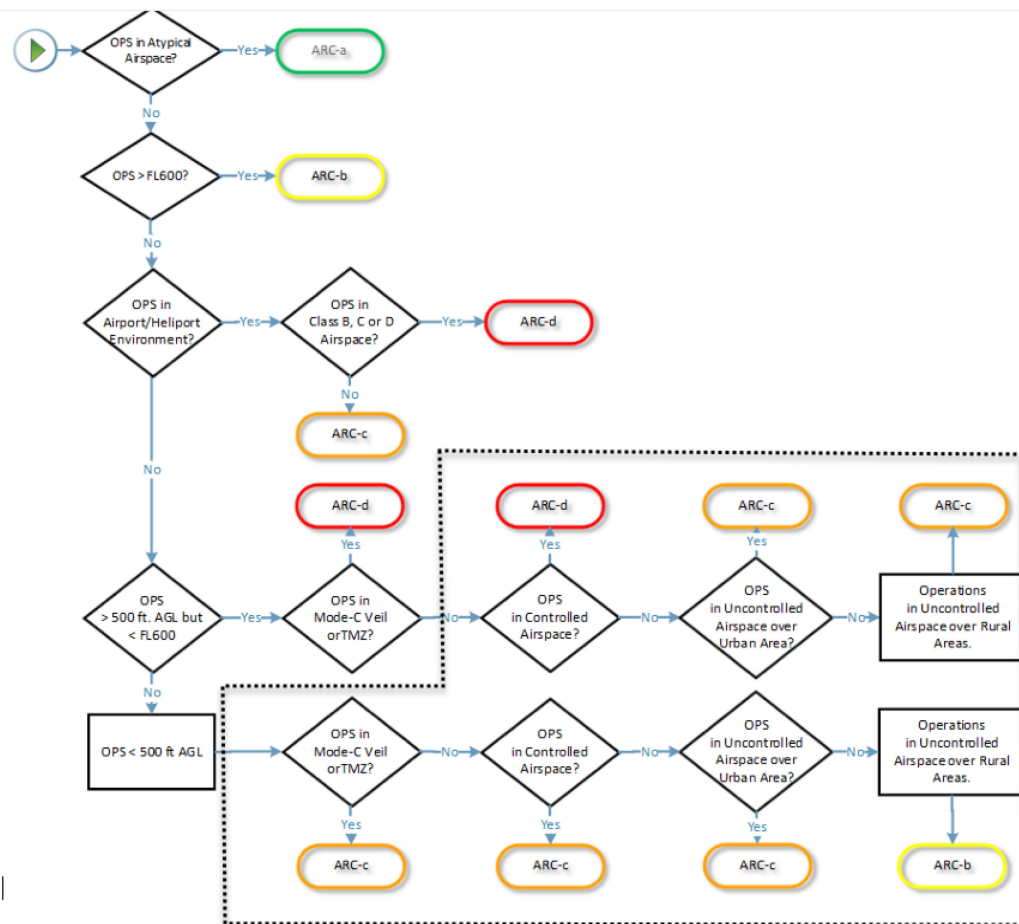 OPS in Atypical
Airspace?
Yes
ARC-a
No
OPS > FL600?
Yes
ARC-b
No
OPS in
Airport/Heliport
Environment?
Yes
OPS in
Class B, C or D
Airspace?
Yes
ARC-d
No
ARC-c
No
ARC-d
ARC-d
ARC-c
ARC-c
Yes
Yes
Yes
OPS
> 500 ft. AGL but
< FL600
Yes
OPS in
Mode-C Veil
orTMZ?
No
OPS
in Controlled
Airspace?
No
OPS
in Uncontrolled
Airspace over
Urban Area?
No
Operations
in Uncontrolled
Airspace over Rural
Areas.
No
OPS < 500 ft AGL
OPS in
Mode-C Veil
orTMZ?
No
OPS
in Controlled
Airspace?
No
OPS
in Uncontrolled
Airspace over
Urban Area?
No
Operations
in Uncontrolled
Airspace over Rural
Areas.
Yes
Yes
Yes
ARC-c
ARC-c
ARC-c
ARC-b